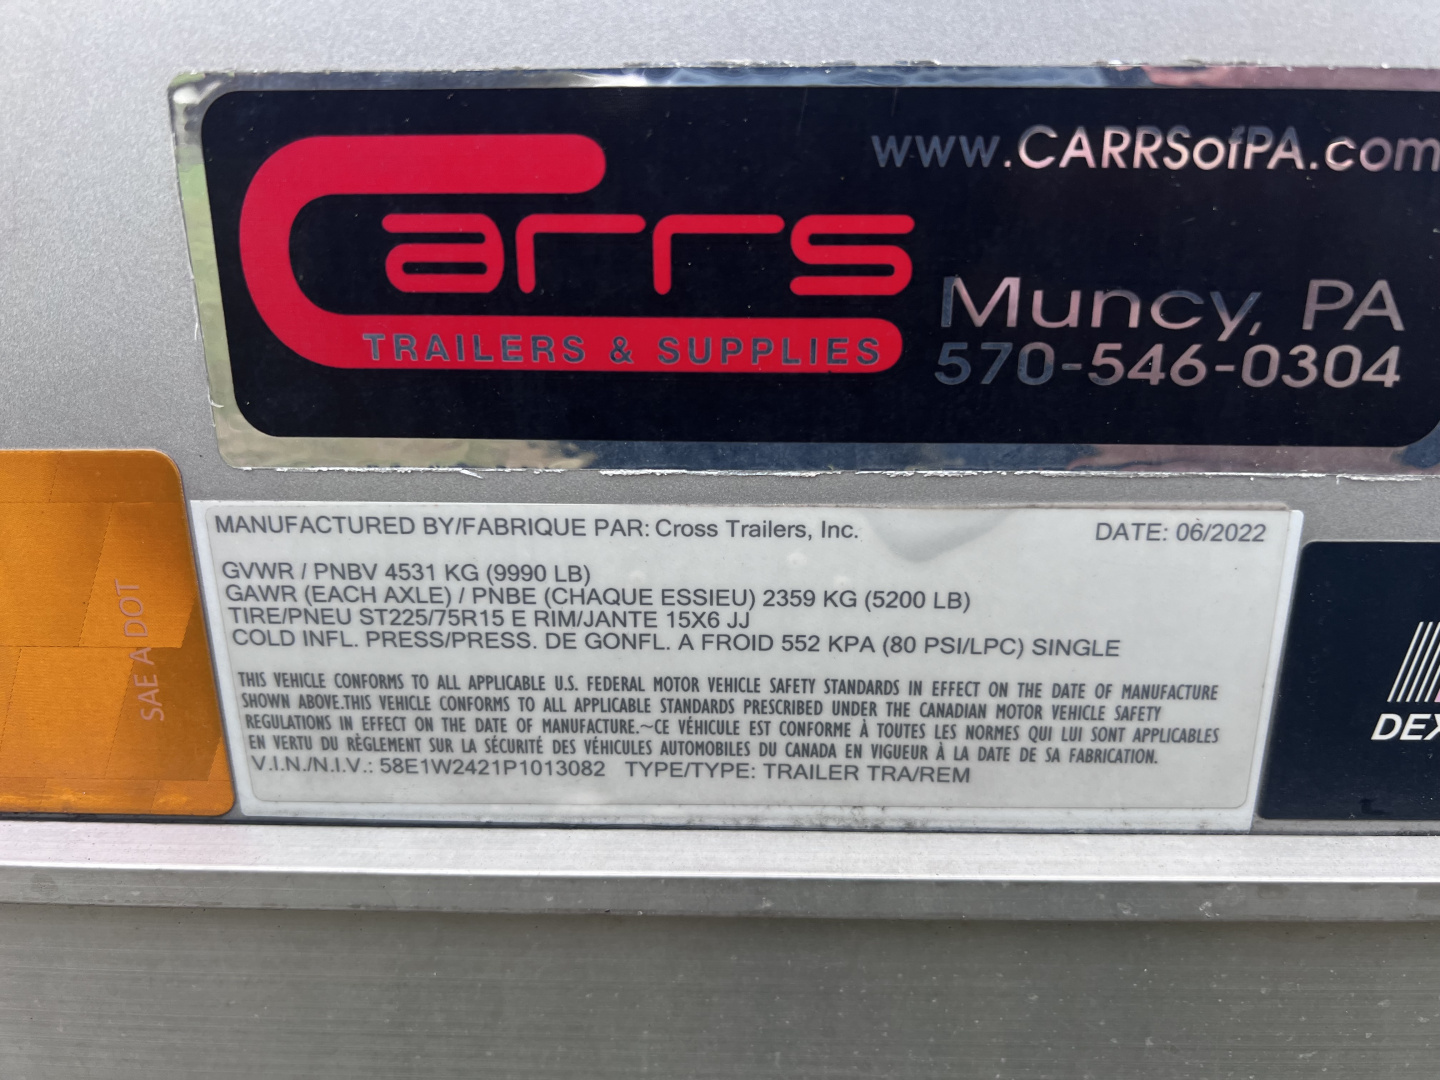 www.CARRSofPA.com
Carrs
TRAILERS & SUPPLIES
Muncy, PA
570-546-0304
SAE A DOT
MANUFACTURED BY/FABRIQUE PAR: Cross Trailers, Inc. DATE: 06/2022
GVWR / PNBV 4531 KG (9990 LB)
GAWR (EACH AXLE) / PNBE (CHAQUE ESSIEU) 2359 KG (5200 LB)
TIRE/PNEU ST225/75R15 E RIM/JANTE 15X6 JJ
COLD INFL. PRESS/PRESS. DE GONFL. A FROID 552 KPA (80 PSI/LPC) SINGLE
THIS VEHICLE CONFORMS TO ALL APPLICABLE U.S. FEDERAL MOTOR VEHICLE SAFETY STANDARDS IN EFFECT ON THE DATE OF MANUFACTURE
SHOWN ABOVE.THIS VEHICLE CONFORMS TO ALL APPLICABLE STANDARDS PRESCRIBED UNDER THE CANADIAN MOTOR VEHICLE SAFETY
REGULATIONS IN EFFECT ON THE DATE OF MANUFACTURE.~CE VÉHICULE EST CONFORME À TOUTES LES NORMES QUI LUI SONT APPLICABLES
EN VERTU DU RÈGLEMENT SUR LA SÉCURITÉ DES VÉHICULES AUTOMOBILES DU CANADA EN VIGUEUR À LA DATE DE SA FABRICATION.
V.I.N./N.I.V.: 58E1W2421P1013082 TYPE/TYPE: TRAILER TRA/REM
DEX